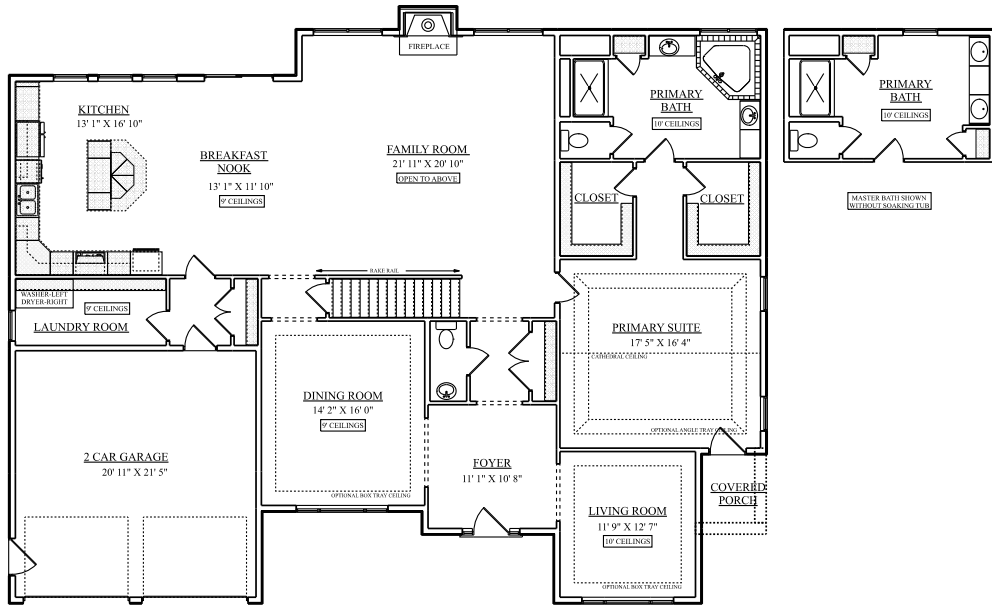 FIREPLACE
KITCHEN
13' 1" X 16' 10"
BREAKFAST
NOOK
13' 1" X 11' 10"
9' CEILINGS
FAMILY ROOM
21' 11" X 20' 10"
OPEN TO ABOVE
PRIMARY
BATH
10' CEILINGS
CLOSET
CLOSET
PRIMARY
BATH
10' CEILINGS
MASTER BATH SHOWN
WITHOUT SOAKING TUB
RAKE RAIL
WASHER-LEFT
DRYER-RIGHT
9' CEILINGS
LAUNDRY ROOM
PRIMARY SUITE
17' 5" X 16' 4"
CATHEDRAL CEILING
OPTIONAL ANGLE TRAY CEILING
DINING ROOM
14' 2" X 16' 0"
9' CEILINGS
OPTIONAL BOX TRAY CEILING
2 CAR GARAGE
20' 11" X 21' 5"
FOYER
11' 1" X 10' 8"
COVERED
PORCH
LIVING ROOM
11' 9" X 12' 7"
10' CEILINGS
OPTIONAL BOX TRAY CEILING